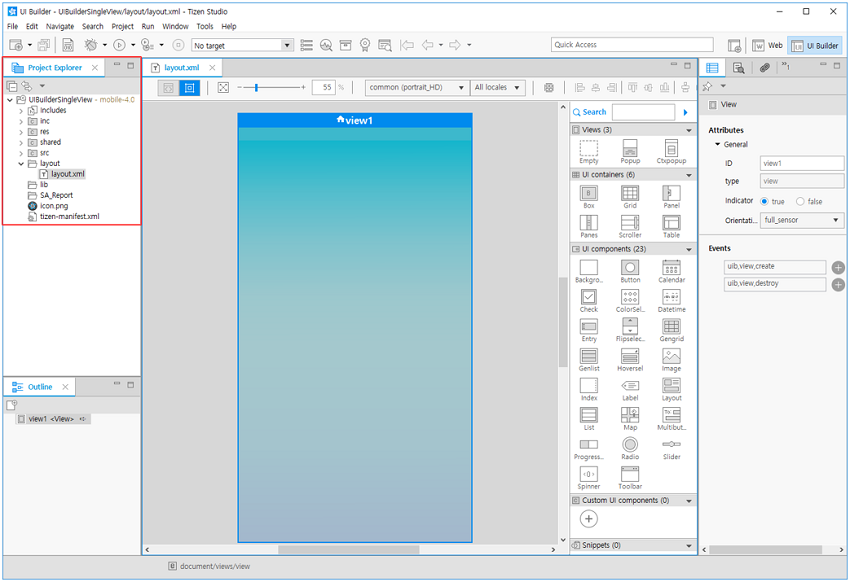 UI Builder - UIBuilderSingleView/layout/layout.xml - Tizen Studio
File Edit Navigate Search Project Run Window Tools Help
No target
Quick Access
Web
UI Builder
Project Explorer
UIBuilderSingleView - mobile-4.0
Includes
inc
res
shared
src
layout
layout.xml
lib
SA_Report
icon.png
tizen-manifest.xml
Outline
view1 <View>
layout.xml
55 %
common (portrait_HD)
All locales
view1
Search
Views (3)
Empty Popup Ctxpopup
UI containers (6)
Box Grid Panel
Panes Scroller Table
UI components (23)
Backgro... Button Calendar
Check ColorSel... Datetime
Entry Flipselec... Gengrid
Genlist Hoversel Image
Index Label Layout
List Map Multibut...
Progress... Radio Slider
Spinner Toolbar
Custom UI components (0)
Snippets (0)
View
Attributes
General
ID view1
type view
Indicator true false
Orientati... full_sensor
Events
uib,view,create
uib,view,destroy
document/views/view